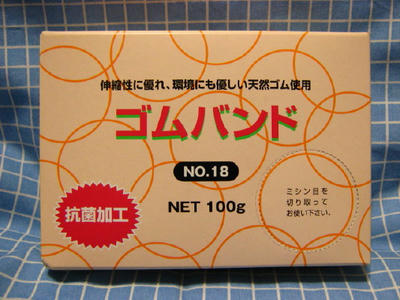 伸縮性に優れ、環境にも優しい天然ゴム使用
ゴムバンド
NO.18
NET 100g
抗菌加工
ミシン目を
切り取って
お使い下さい。